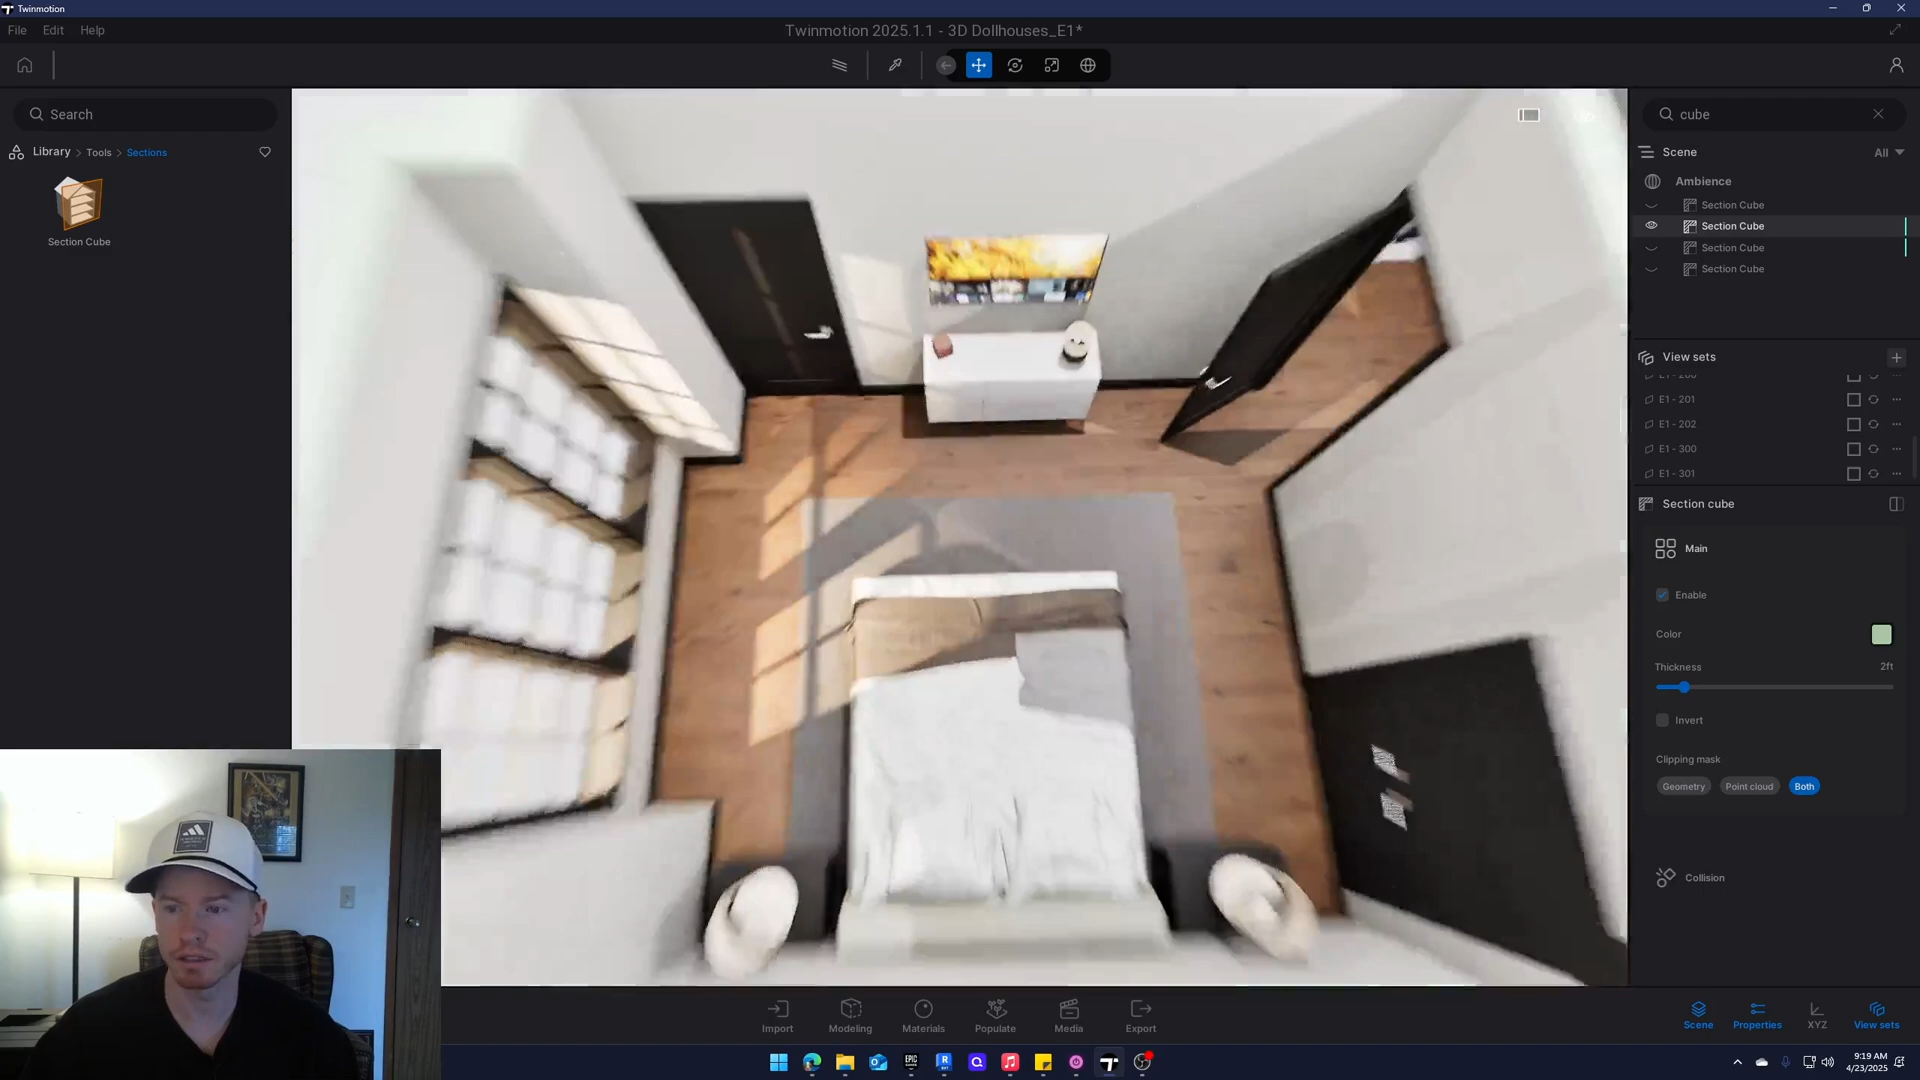 Twinmotion
File Edit Help
Twinmotion 2025.1.1 - 3D Dollhouses_E1*
Search
Library > Tools > Sections
Section Cube
cube
Scene
All
Ambience
Section Cube
Section Cube
Section Cube
Section Cube
View sets
E1 - 200
E1 - 201
E1 - 202
E1 - 300
E1 - 301
Section cube
Main
Enable
Color
Thickness
2ft
Invert
Clipping mask
Geometry Point cloud Both
Collision
Import Modeling Materials Populate Media Export
Scene Properties XYZ View sets
EPIC
9:19 AM
4/23/2025